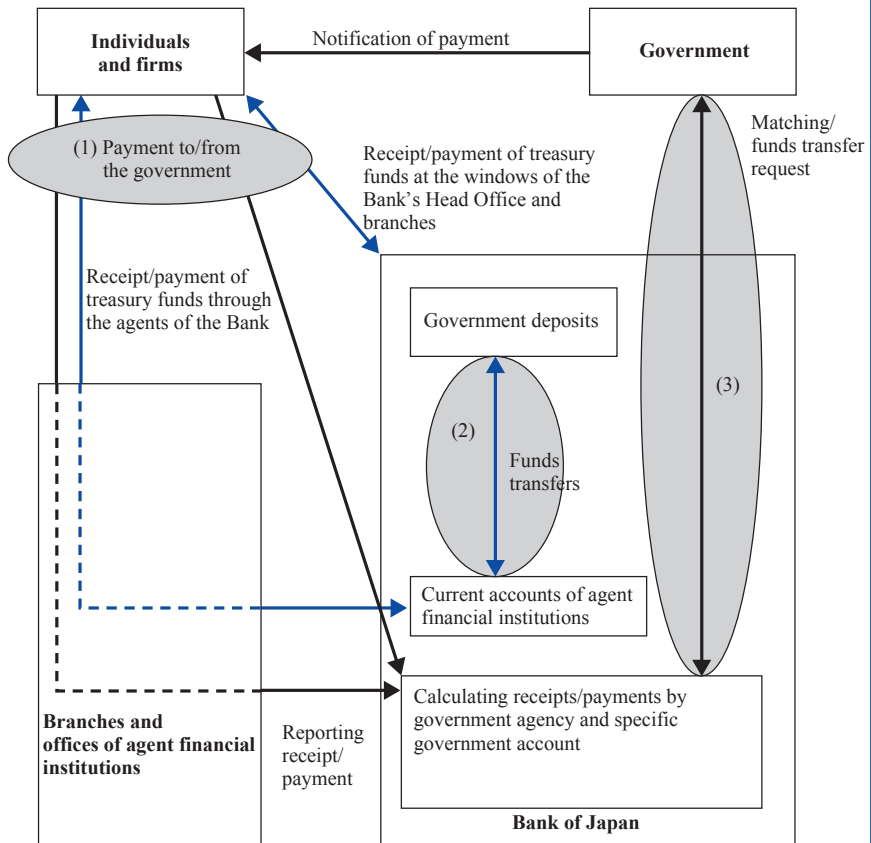 Individuals
and firms
Notification of payment
Government
(1) Payment to/from
the government
Receipt/payment of treasury
funds at the windows of the
Bank's Head Office and
branches
Matching/
funds transfer
request
Receipt/payment of
treasury funds through
the agents of the Bank
Government deposits
(2)
Funds
transfers
(3)
Current accounts of agent
financial institutions
Calculating receipts/payments by
government agency and specific
government account
Branches and
offices of agent financial
institutions
Reporting
receipt/
payment
Bank of Japan